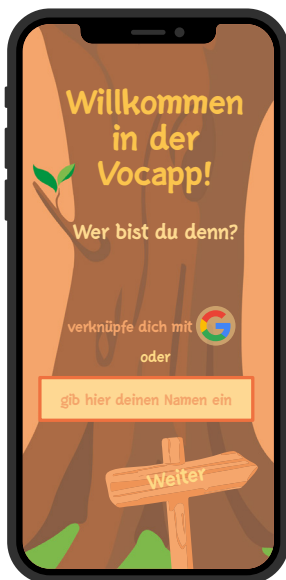 Willkommen
in der
Vocapp!
Wer bist du denn?
verknüpfe dich mit G
oder
gib hier deinen Namen ein
Weiter